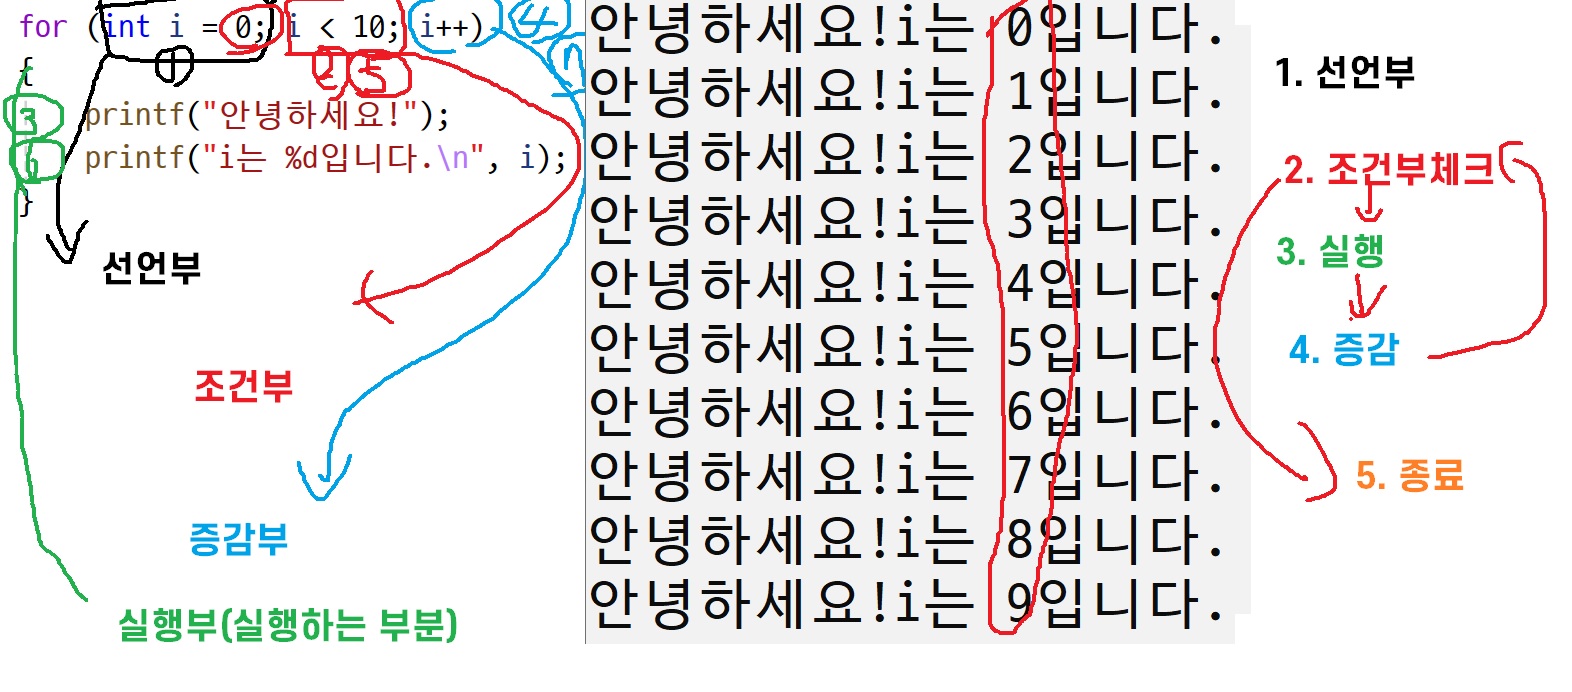 for (int i = 0; i < 10; i++)
{
printf("안녕하세요!");
printf("i는 %d입니다.\n", i);
}
1
2
5
4
7
3
6
선언부
조건부
증감부
실행부(실행하는 부분)
안녕하세요!i는 0입니다.
안녕하세요!i는 1입니다.
안녕하세요!i는 2입니다.
안녕하세요!i는 3입니다.
안녕하세요!i는 4입니다.
안녕하세요!i는 5입니다.
안녕하세요!i는 6입니다.
안녕하세요!i는 7입니다.
안녕하세요!i는 8입니다.
안녕하세요!i는 9입니다.
1. 선언부
2. 조건부체크
3. 실행
4. 증감
5. 종료